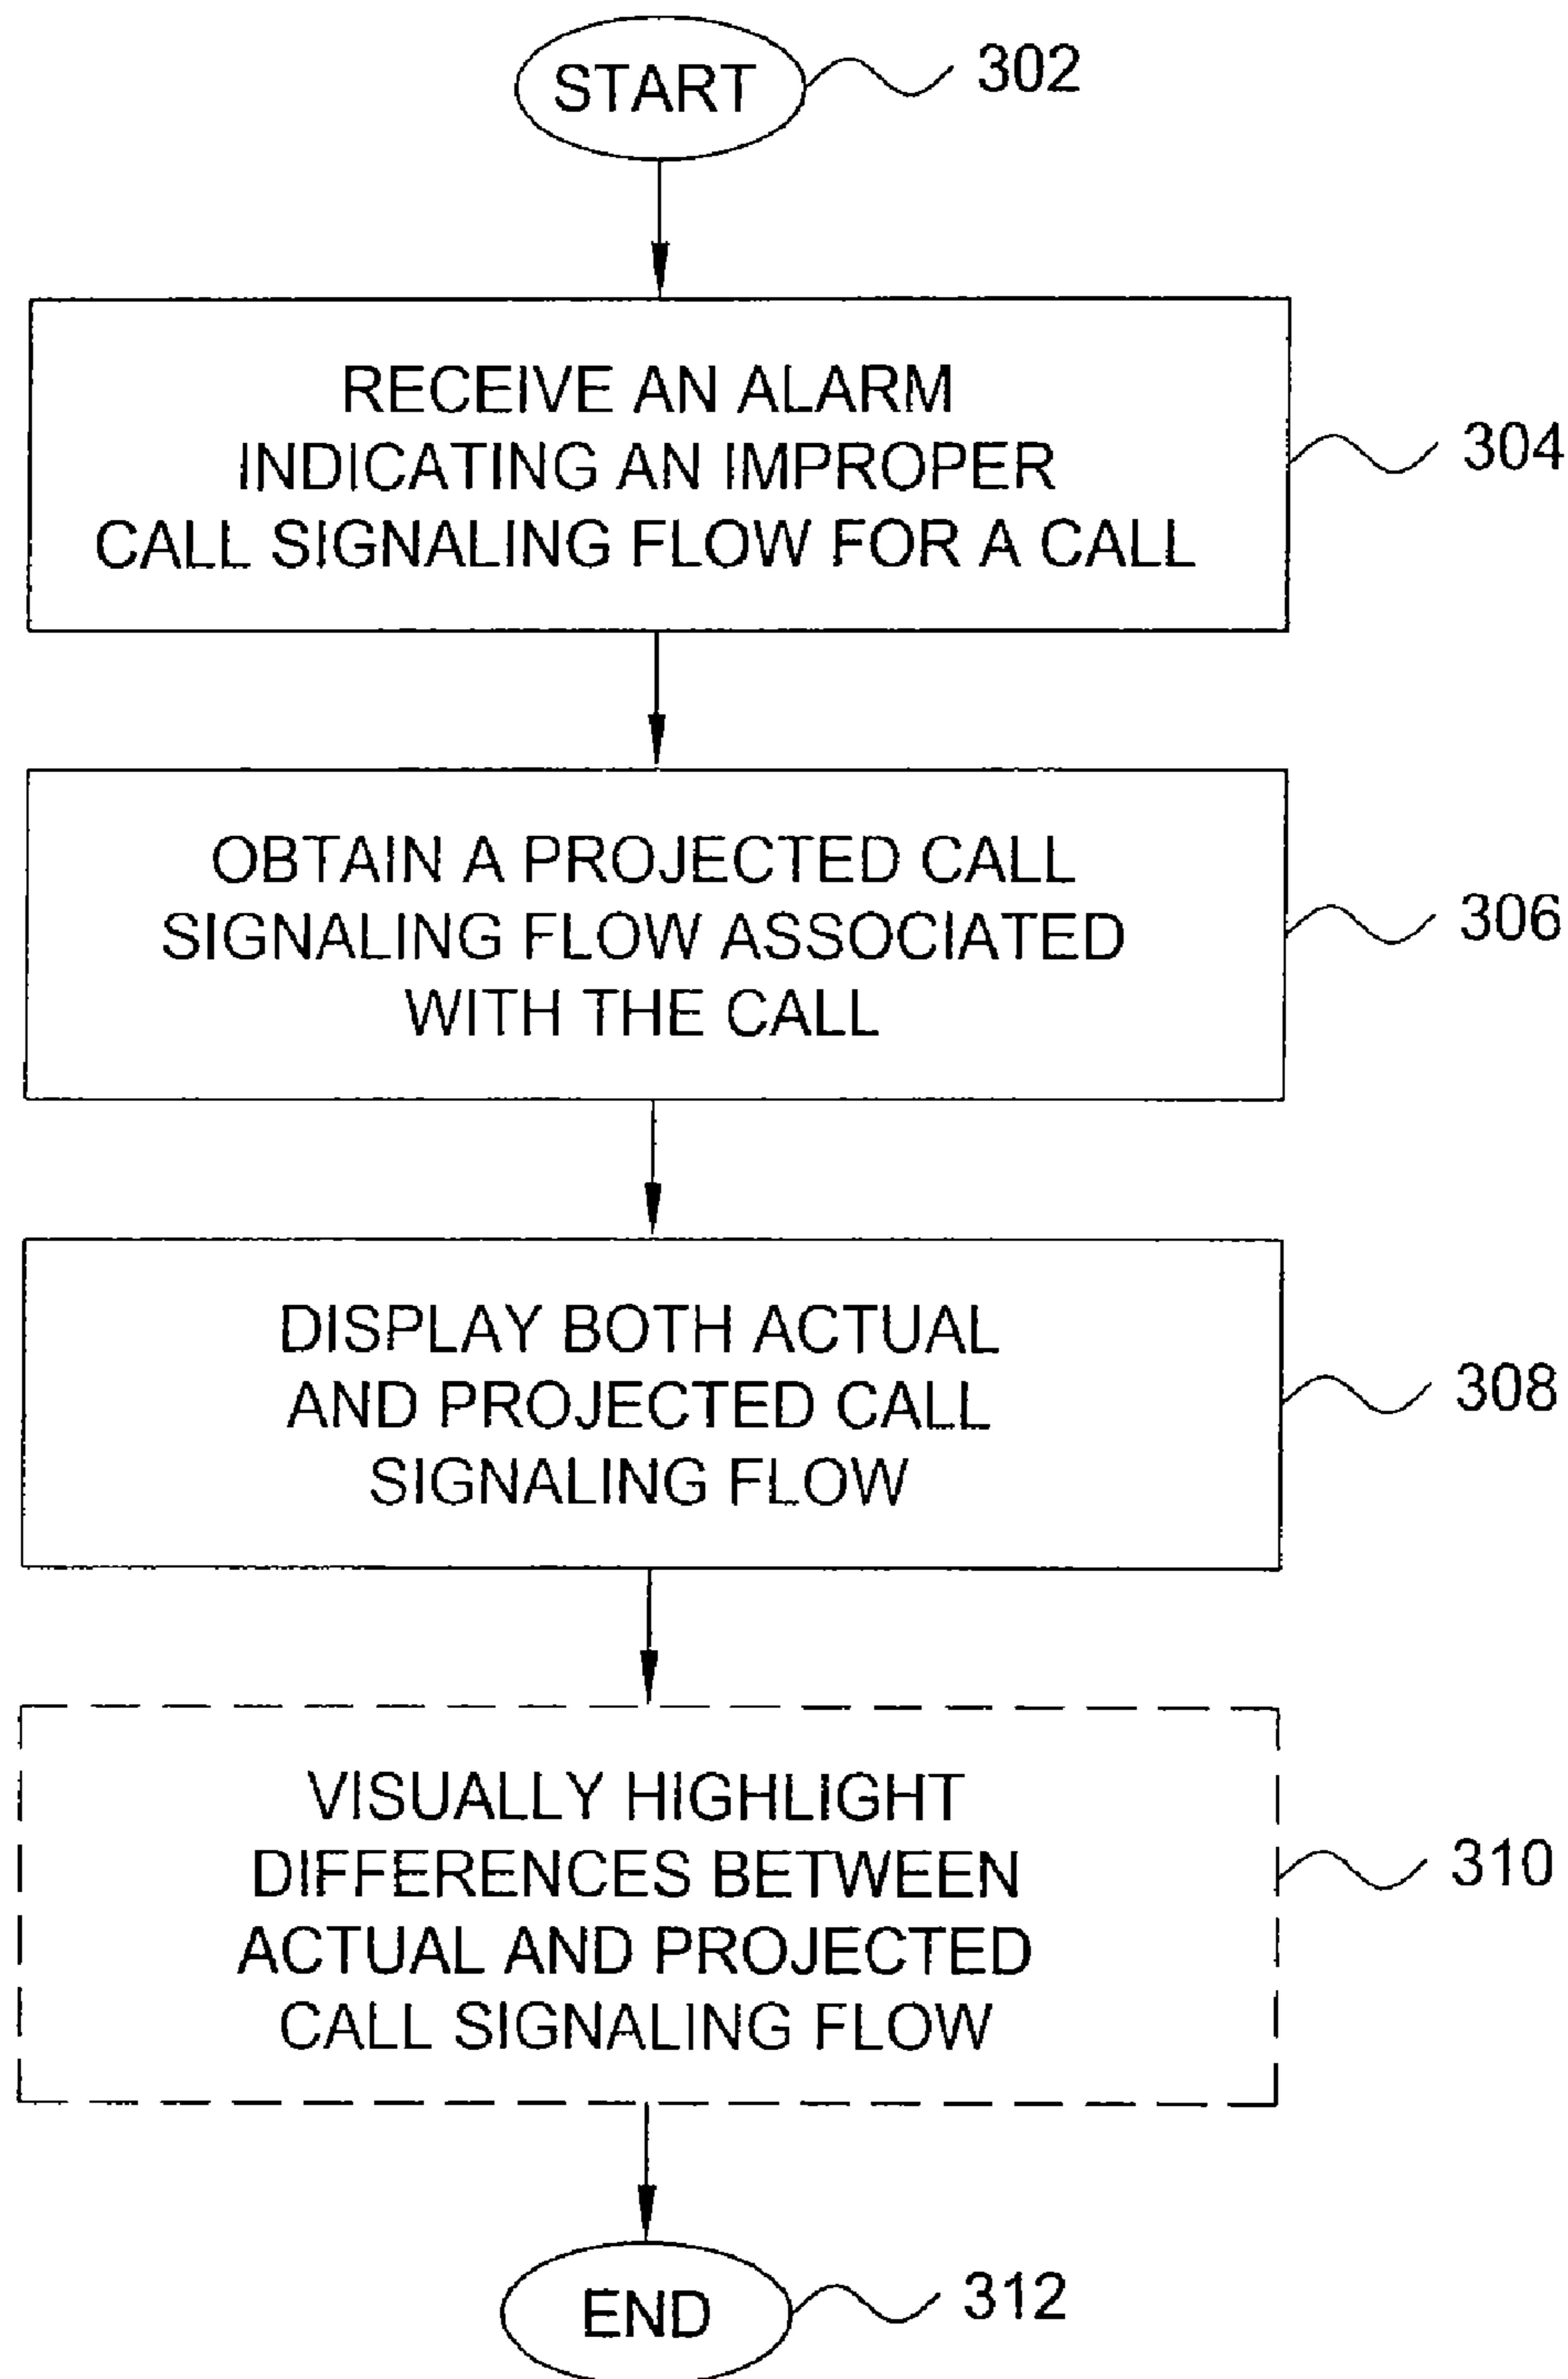 START
302
RECEIVE AN ALARM
INDICATING AN IMPROPER
CALL SIGNALING FLOW FOR A CALL
304
OBTAIN A PROJECTED CALL
SIGNALING FLOW ASSOCIATED
WITH THE CALL
306
DISPLAY BOTH ACTUAL
AND PROJECTED CALL
SIGNALING FLOW
308
VISUALLY HIGHLIGHT
DIFFERENCES BETWEEN
ACTUAL AND PROJECTED
CALL SIGNALING FLOW
310
END
312